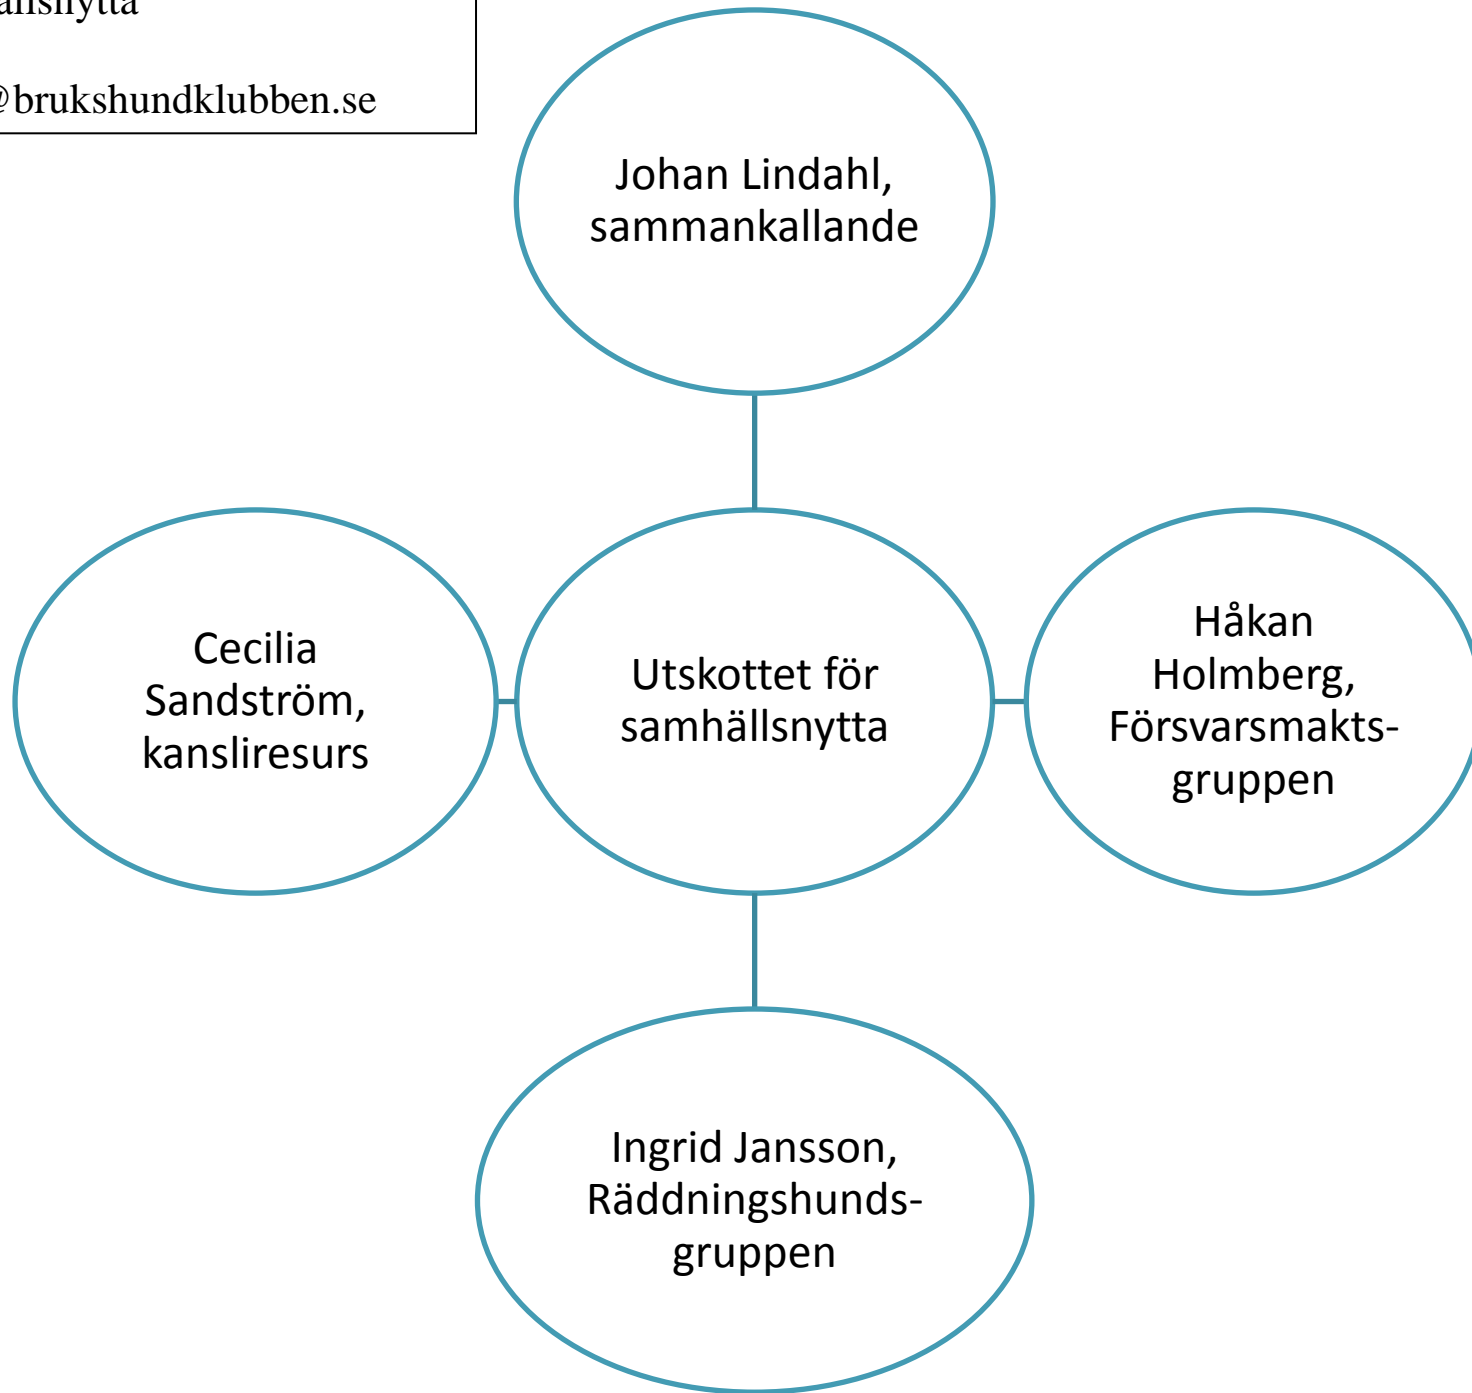 @brukshundklubben.se
Johan Lindahl,
sammankallande
Cecilia
Sandström,
kansliresurs
Utskottet för
samhällsnytta
Håkan
Holmberg,
Försvarsmakts-
gruppen
Ingrid Jansson,
Räddningshunds-
gruppen